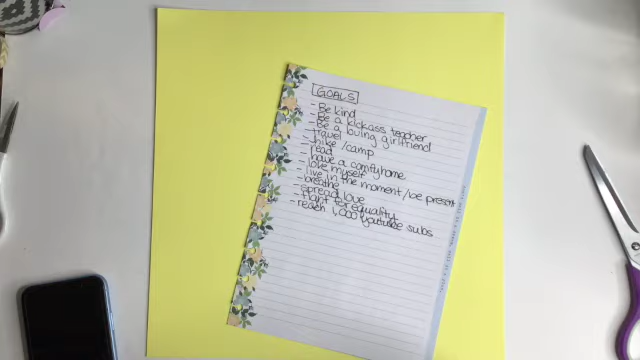 GOALS
- Be kind
- Be a kickass teacher
- Be a loving girlfriend
- travel
- hike / camp
- read
- have a comfy home
- love myself
- live in the moment / be present
- breathe
- spread love
- fight for equality
- reach 1,000 youtube subs